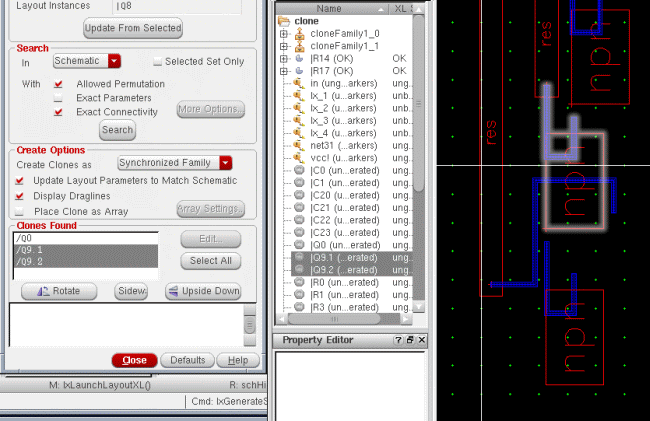 Layout Instances
|Q8
Update From Selected
Search
In
Schematic
Selected Set Only
With
Allowed Permutation
Exact Parameters
Exact Connectivity
More Options...
Search
Create Options
Create Clones as
Synchronized Family
Update Layout Parameters to Match Schematic
Display Draglines
Place Clone as Array
Array Settings...
Clones Found
/Q0
/Q9.1
/Q9.2
Edit...
Select All
Rotate
Sidew
Upside Down
Close
Defaults
Help
M: lxLaunchLayoutXL()
R: schHi
Cmd: lxGenerateS
Name
XL S
clone
cloneFamily1_0
cloneFamily1_1
|R14 (OK) OK
|R17 (OK) OK
in (ung...arkers) ung..
lx_1 (u...arkers) unb..
lx_2 (u...arkers) unb..
lx_3 (u...arkers) unb..
lx_4 (u...arkers) unb..
net31 (...arkers) ung..
vcc! (u...arkers) ung..
|C0 (un...erated) ung..
|C1 (un...erated) ung..
|C20 (u...erated) ung..
|C21 (u...erated) ung..
|C22 (u...erated) ung..
|C23 (u...erated) ung..
|Q0 (un...erated) ung..
|Q9.1 (...erated) ung..
|Q9.2 (...erated) ung..
|R0 (un...erated) ung..
|R1 (un...erated) ung..
|R3 (un...erated) ung..
Property Editor
res
res
npn
npn
npn